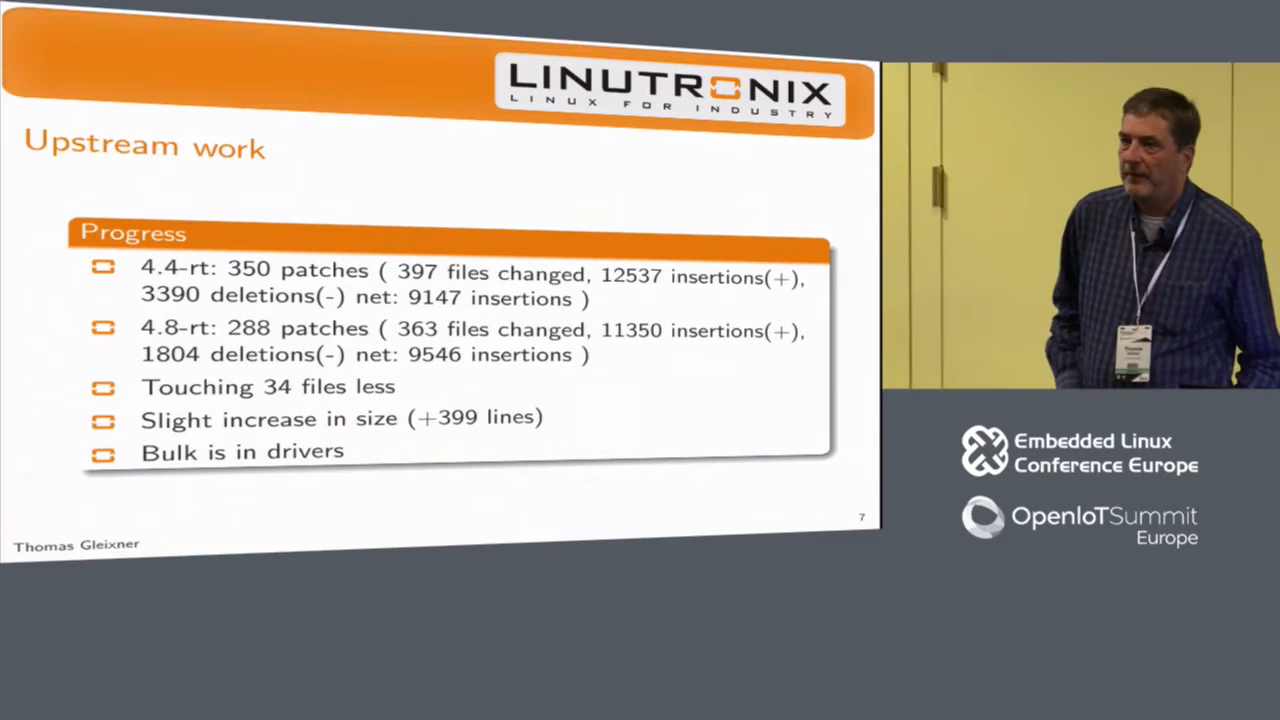 LINUTRONIX
LINUX FOR INDUSTRY
Upstream work
Progress
4.4-rt: 350 patches ( 397 files changed, 12537 insertions(+),
3390 deletions(-) net: 9147 insertions )
4.8-rt: 288 patches ( 363 files changed, 11350 insertions(+),
1804 deletions(-) net: 9546 insertions )
Touching 34 files less
Slight increase in size (+399 lines)
Bulk is in drivers
7
Thomas Gleixner
Thomas
Embedded Linux
Conference Europe
OpenIoTSummit
Europe